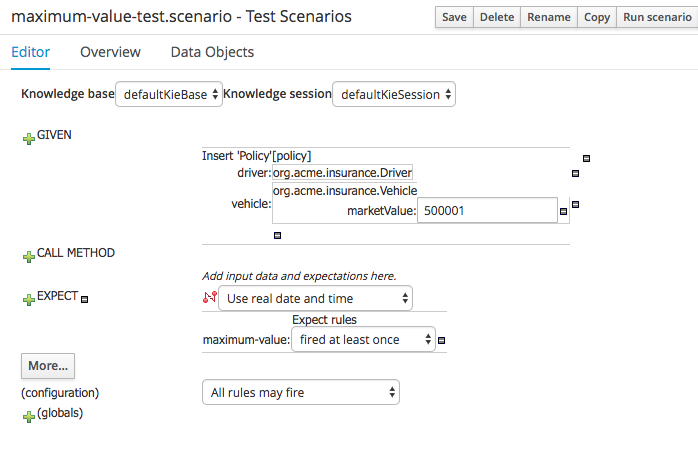 maximum-value-test.scenario - Test Scenarios
Save Delete Rename Copy Run scenario
Editor Overview Data Objects
Knowledge base defaultKieBase Knowledge session defaultKieSession
GIVEN
Insert 'Policy'[policy]
driver: org.acme.insurance.Driver
org.acme.insurance.Vehicle
vehicle: marketValue: 500001
CALL METHOD
Add input data and expectations here.
EXPECT Use real date and time
Expect rules
maximum-value: fired at least once
More...
(configuration) All rules may fire
(globals)